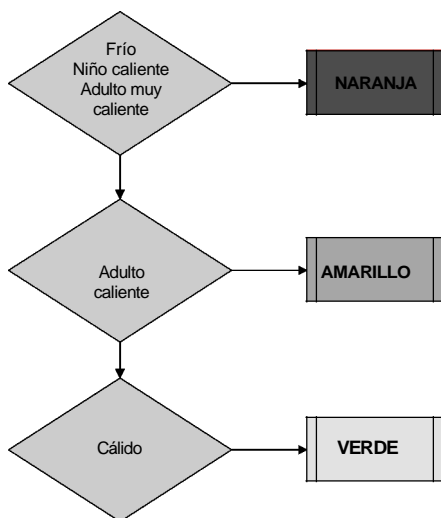 Frío
Niño caliente
Adulto muy
caliente
NARANJA
Adulto
caliente
AMARILLO
Cálido
VERDE